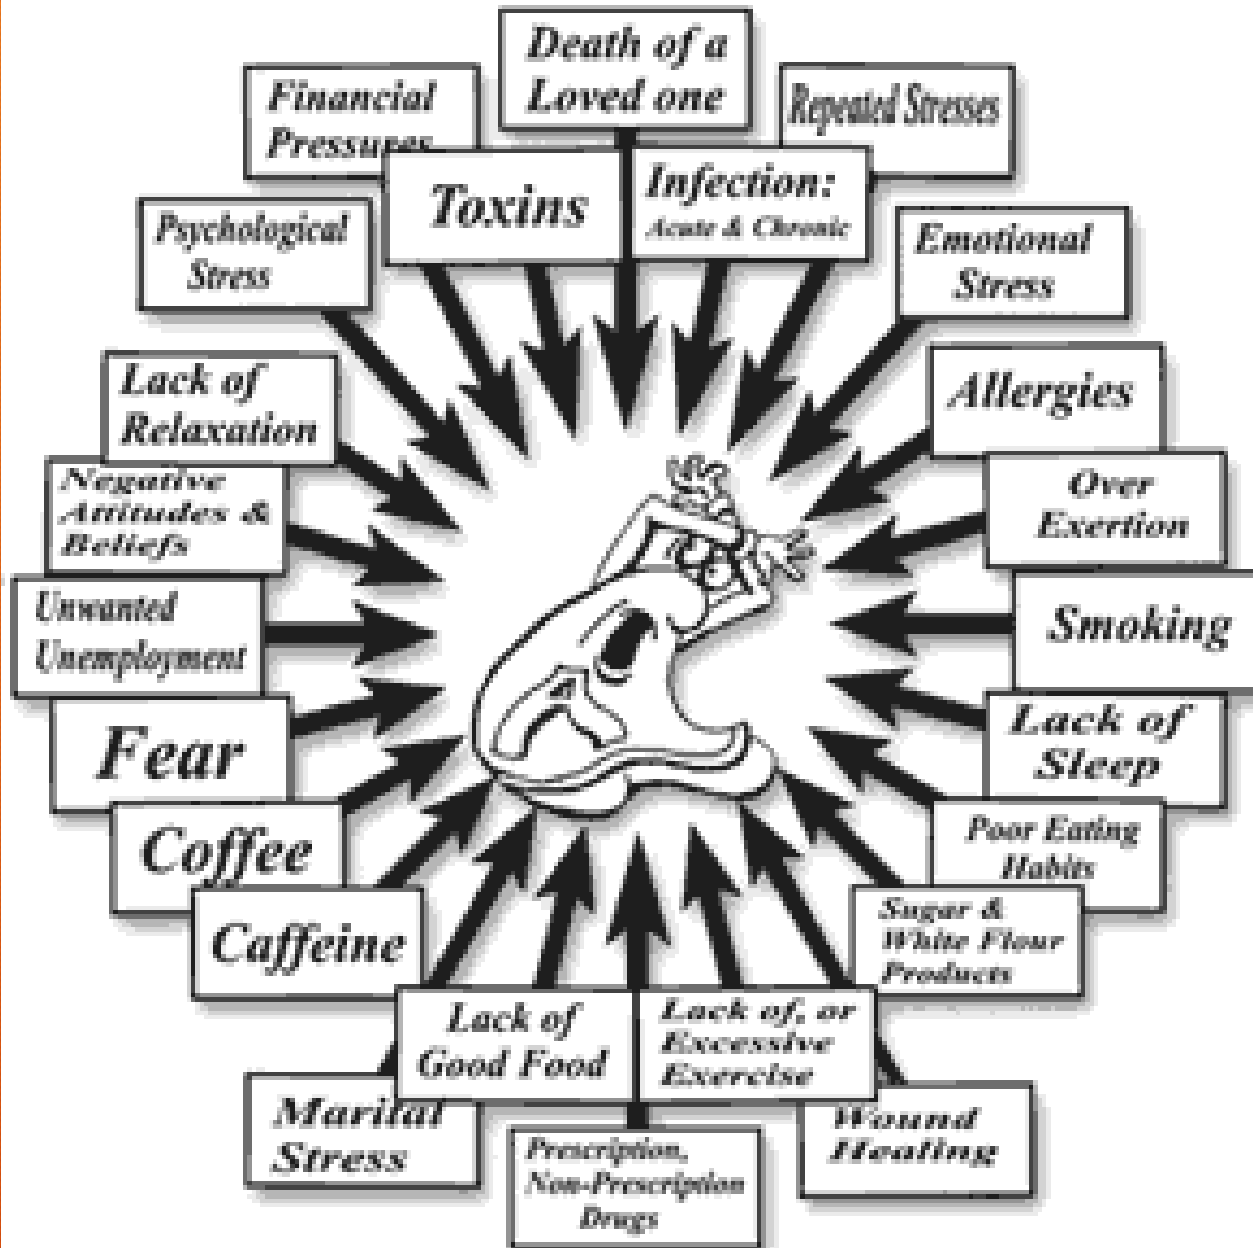 Death of a
Loved one
Repeated Stresses
Infection:
Acute & Chronic
Emotional
Stress
Allergies
Over
Exertion
Smoking
Lack of
Sleep
Poor Eating
Habits
Sugar &
White Flour
Products
Wound
Healing
Lack of, or
Excessive
Exercise
Prescription,
Non-Prescription
Drugs
Lack of
Good Food
Marital
Stress
Caffeine
Coffee
Fear
Unwanted
Unemployment
Negative
Attitudes &
Beliefs
Lack of
Relaxation
Psychological
Stress
Financial
Pressures
Toxins